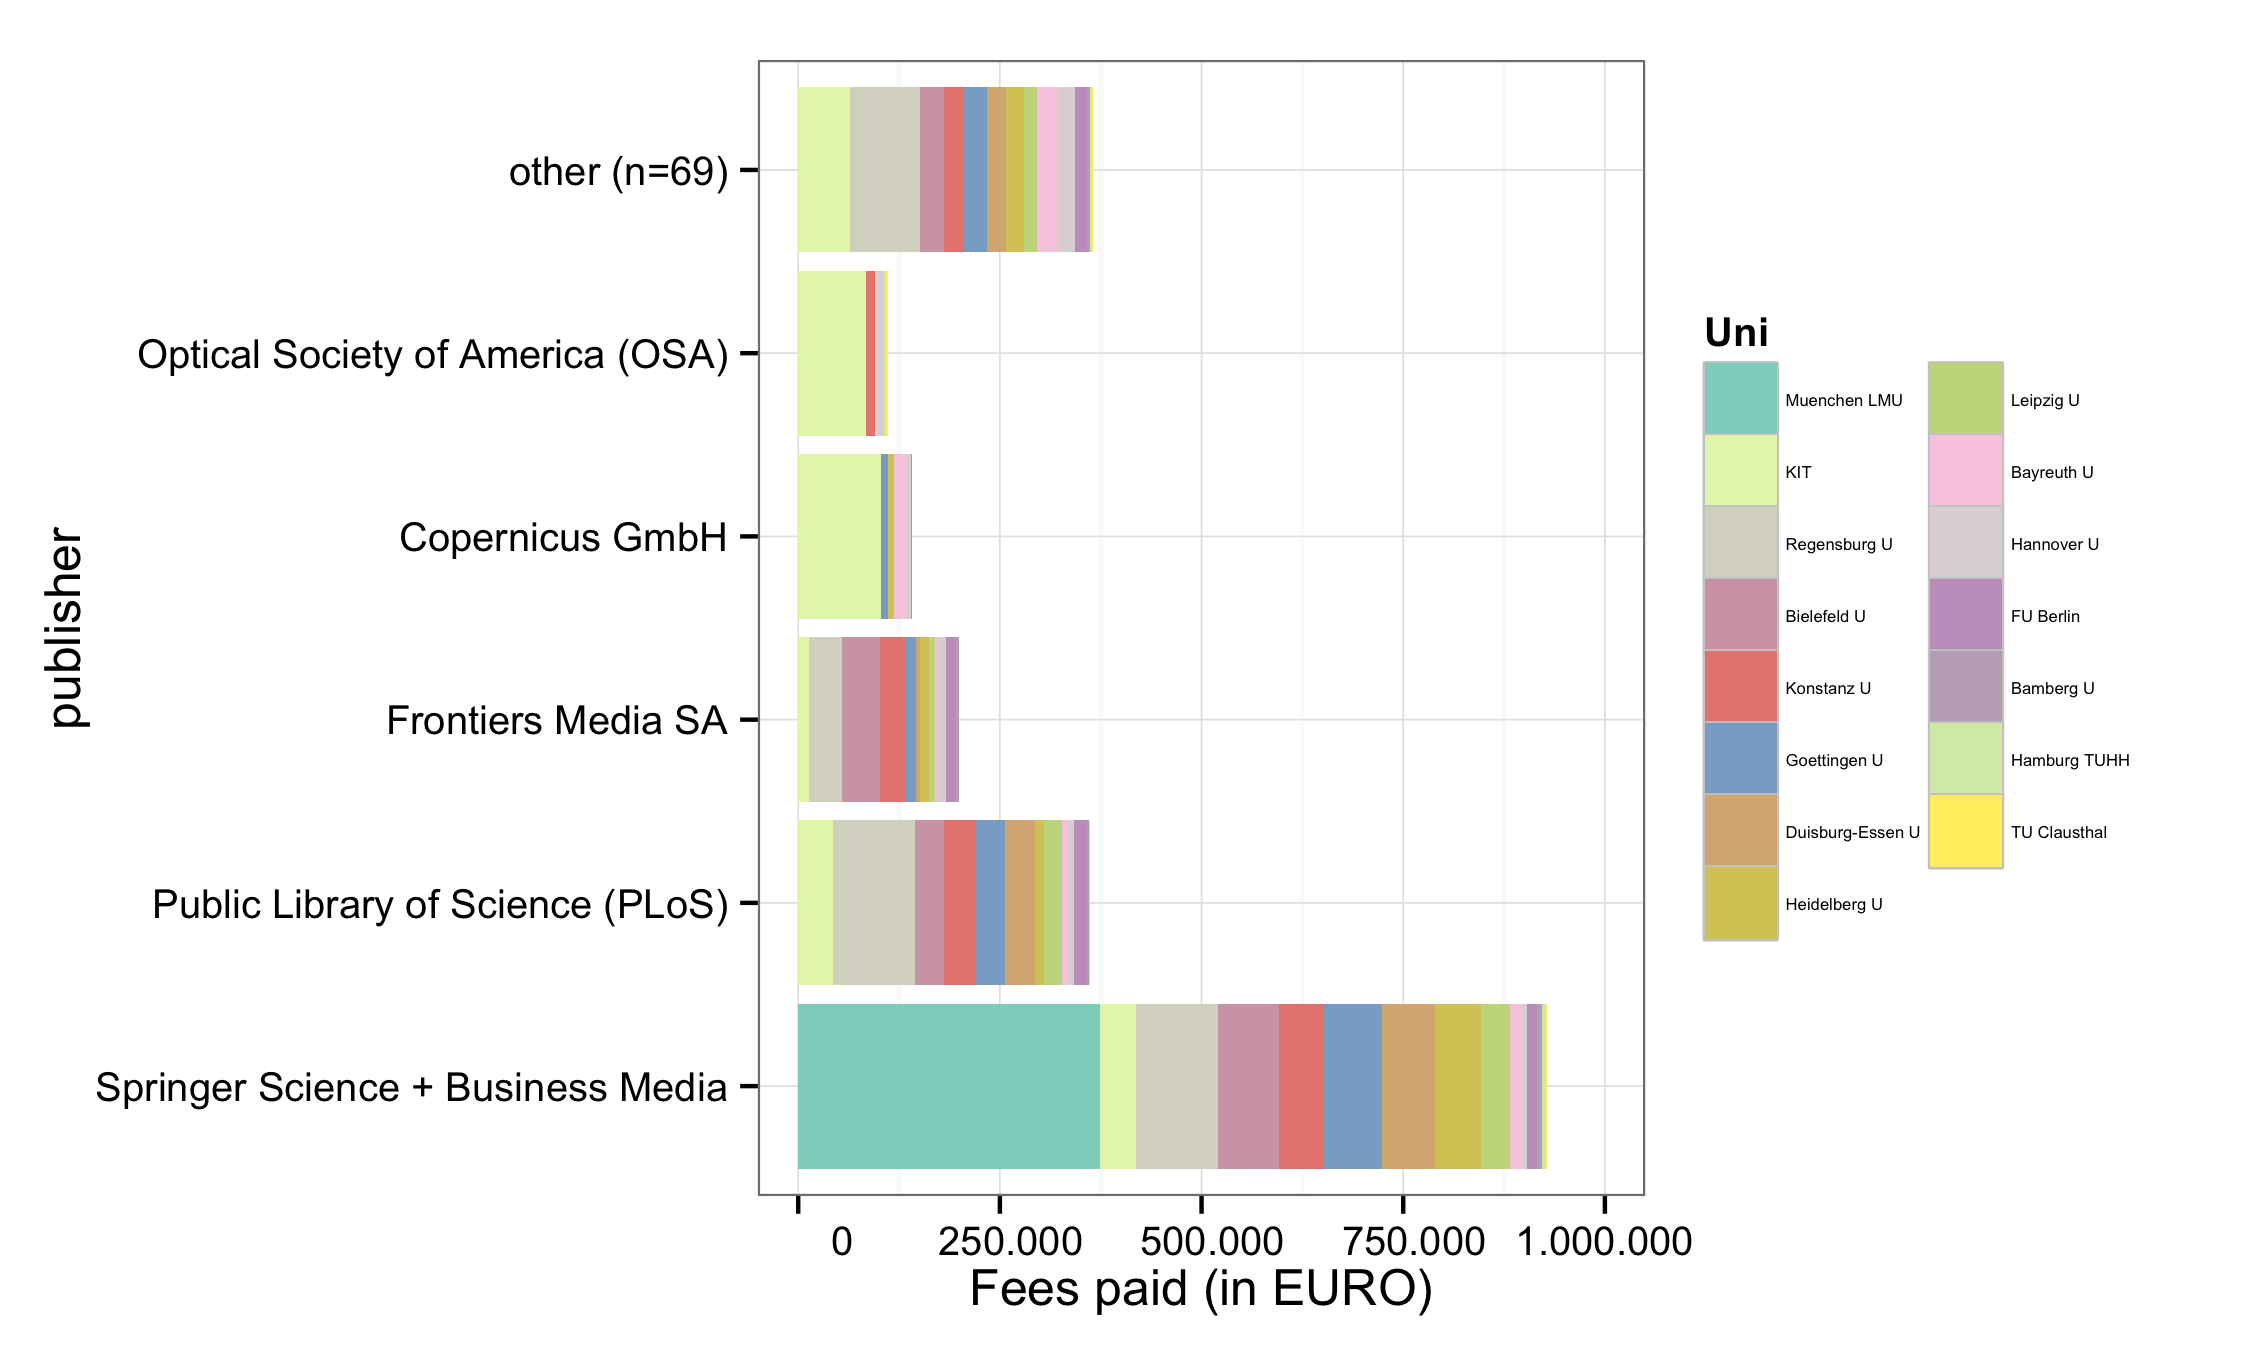 publisher
other (n=69)
Optical Society of America (OSA)
Copernicus GmbH
Frontiers Media SA
Public Library of Science (PLoS)
Springer Science + Business Media
0 250.000 500.000 750.000 1.000.000
Fees paid (in EURO)
Uni
Muenchen LMU
KIT
Regensburg U
Bielefeld U
Konstanz U
Goettingen U
Duisburg-Essen U
Heidelberg U
Leipzig U
Bayreuth U
Hannover U
FU Berlin
Bamberg U
Hamburg TUHH
TU Clausthal